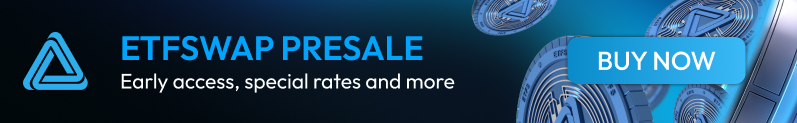 ETFSWAP PRESALE
Early access, special rates and more
BUY NOW